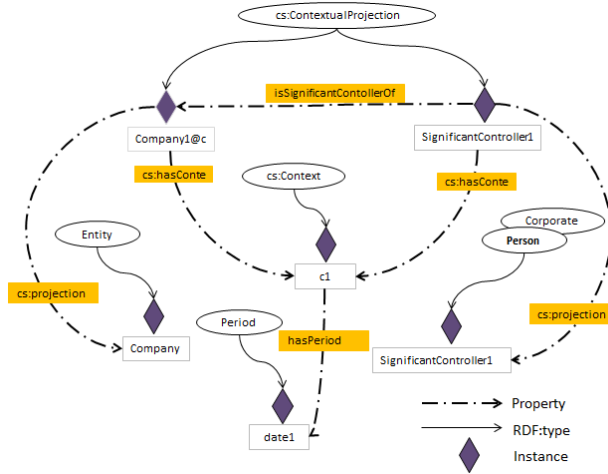 cs:ContextualProjection
isSignificantContollerOf
Company1@c
SignificantController1
cs:hasConte
cs:hasConte
cs:Context
Corporate
Person
Entity
c1
cs:projection
cs:projection
Period
hasPeriod
Company
SignificantController1
date1
Property
RDF:type
Instance